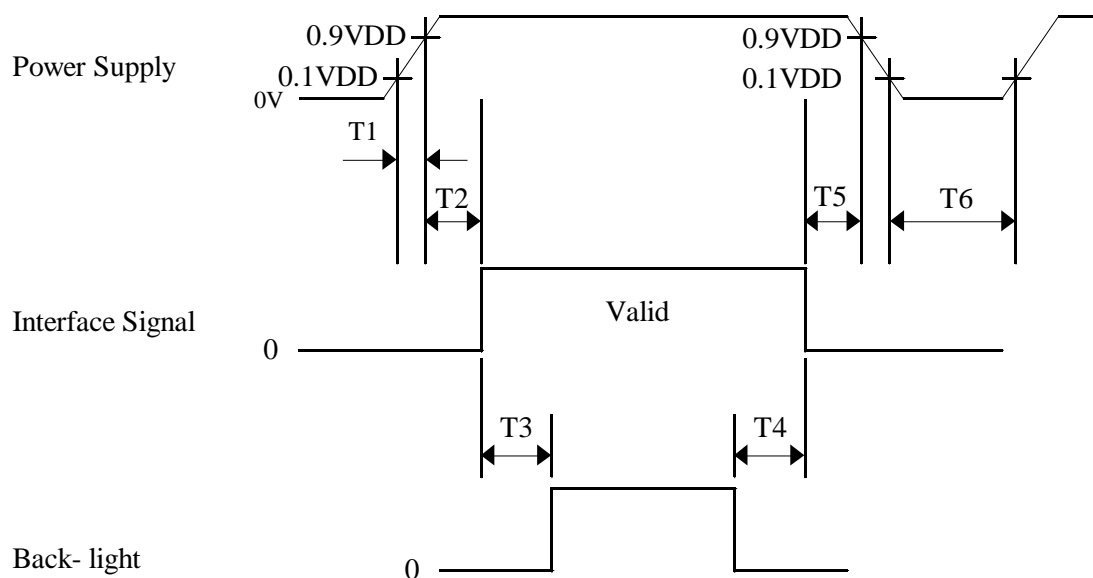 0.9VDD
0.9VDD
Power Supply
0.1VDD
0.1VDD
0V
T1
T2
T5
T6
Valid
Interface Signal
0
T3
T4
Back- light
0